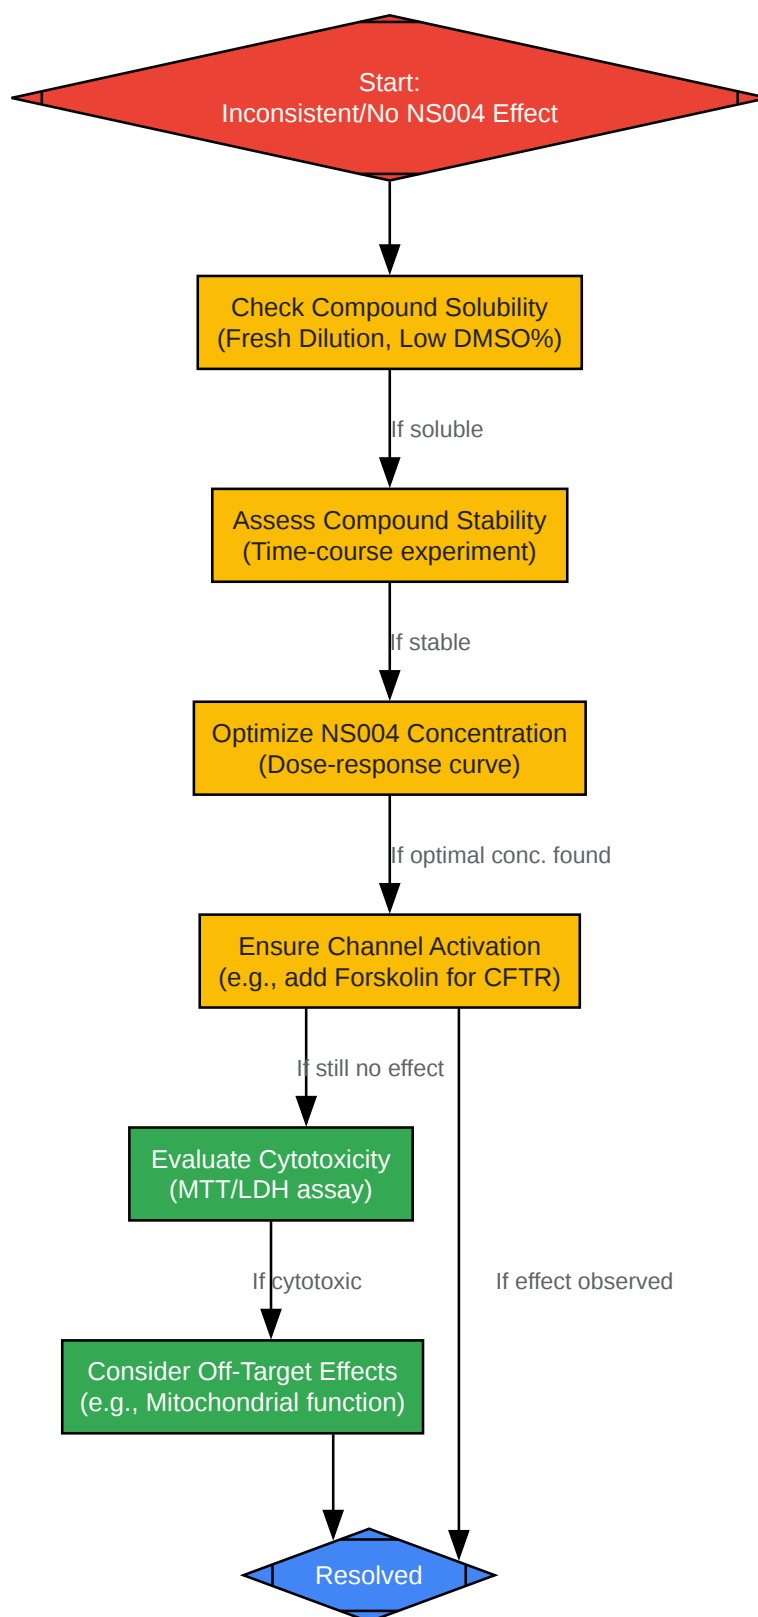 Start:
Inconsistent/No NS004 Effect
Check Compound Solubility
(Fresh Dilution, Low DMSO%)
If soluble
Assess Compound Stability
(Time-course experiment)
If stable
Optimize NS004 Concentration
(Dose-response curve)
If optimal conc. found
Ensure Channel Activation
(e.g., add Forskolin for CFTR)
If still no effect
Evaluate Cytotoxicity
(MTT/LDH assay)
If cytotoxic
If effect observed
Consider Off-Target Effects
(e.g., Mitochondrial function)
Resolved